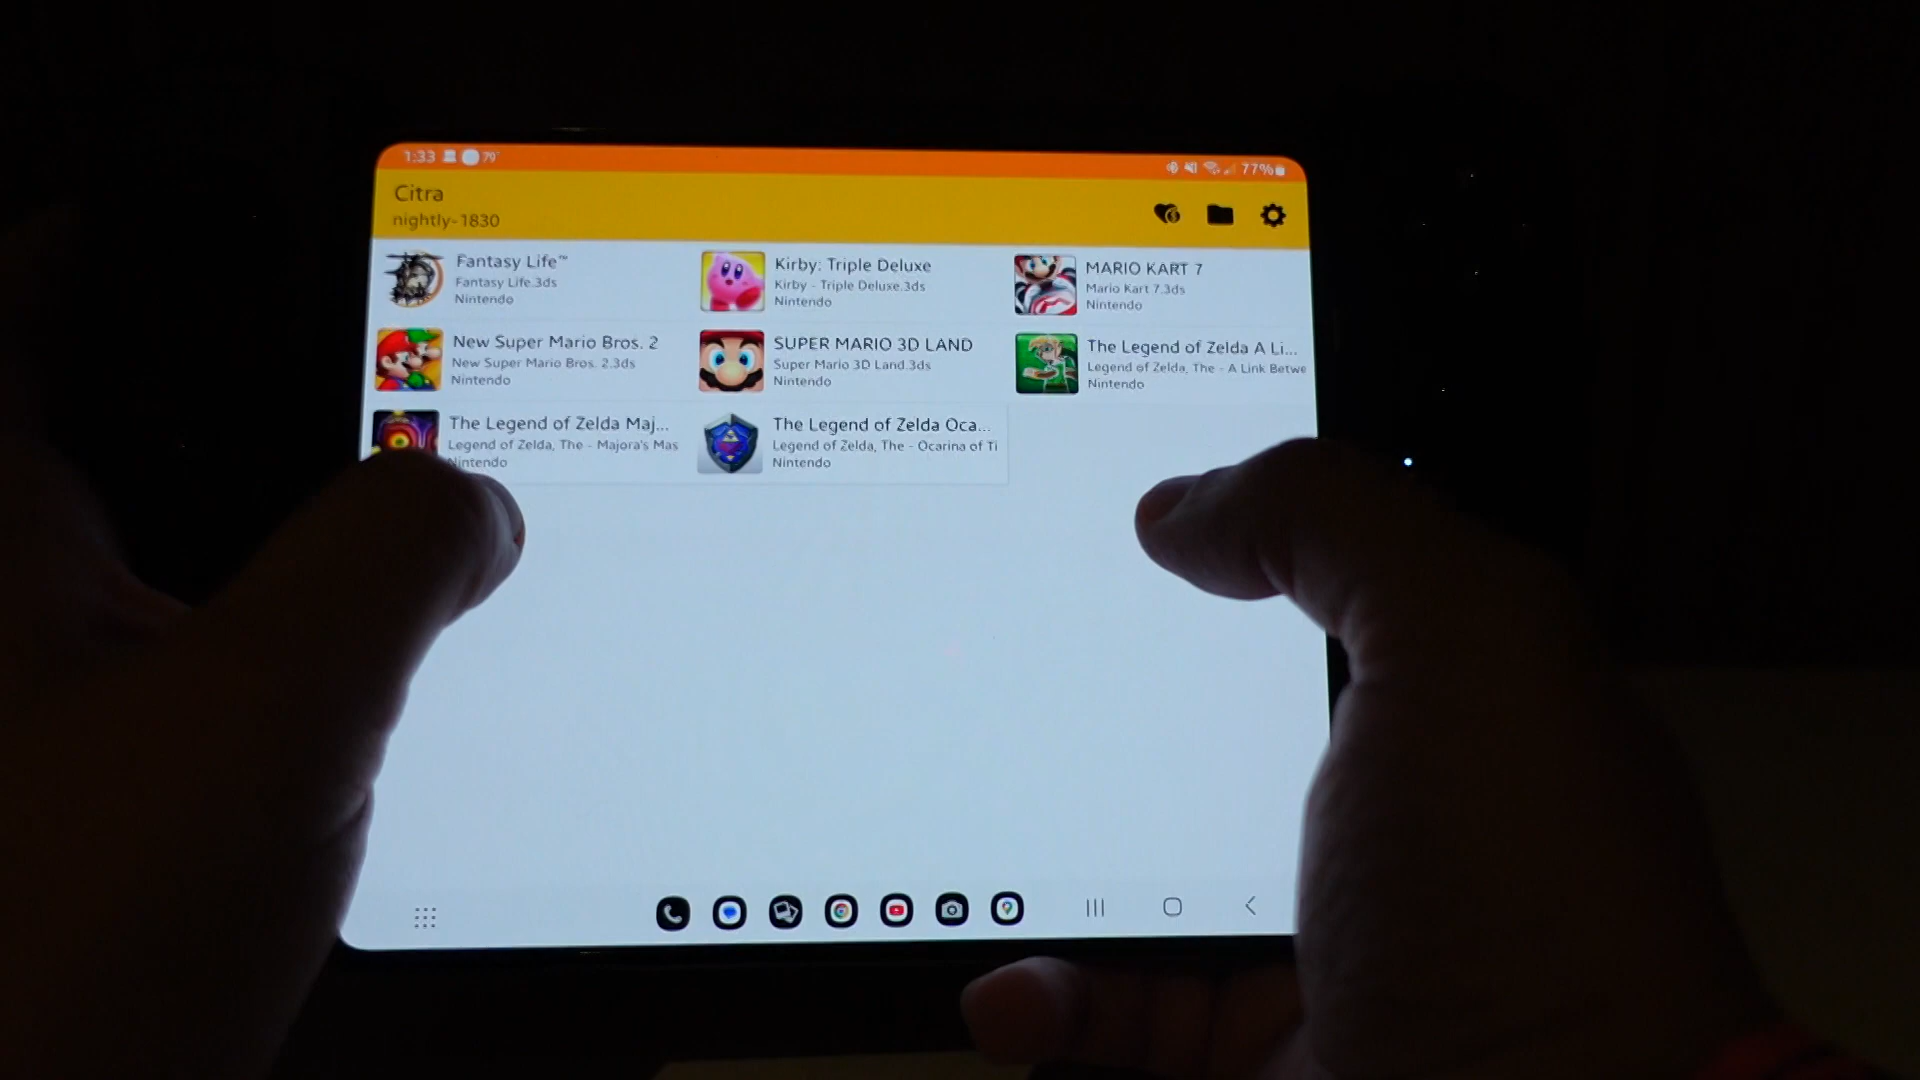 1:33 79°
77%
Citra
nightly-1830
Fantasy Life™
Fantasy Life.3ds
Nintendo
Kirby: Triple Deluxe
Kirby - Triple Deluxe.3ds
Nintendo
MARIO KART 7
Mario Kart 7.3ds
Nintendo
New Super Mario Bros. 2
New Super Mario Bros. 2.3ds
Nintendo
SUPER MARIO 3D LAND
Super Mario 3D Land.3ds
Nintendo
The Legend of Zelda A Li...
Legend of Zelda, The - A Link Betwe
Nintendo
The Legend of Zelda Maj...
Legend of Zelda, The - Majora's Mas
Nintendo
The Legend of Zelda Oca...
Legend of Zelda, The - Ocarina of Ti
Nintendo